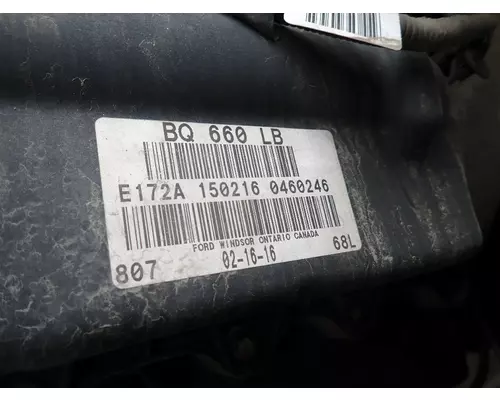 BQ 660 LB
E172A 150216 0460246
FORD WINDSOR ONTARIO CANADA
807 02-16-16 68L